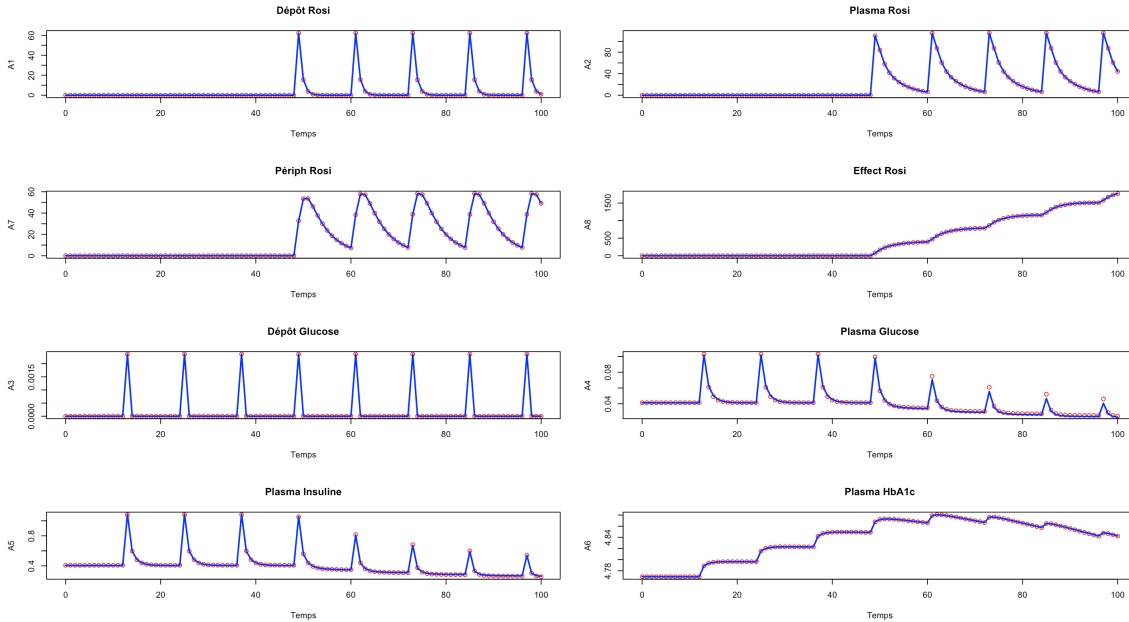 Dépôt Rosi
A1
0 20 40 60
0 20 40 60 80 100
Temps
Plasma Rosi
A2
0 40 80
0 20 40 60 80 100
Temps
Périph Rosi
A7
0 20 40 60
0 20 40 60 80 100
Temps
Effect Rosi
A8
0 500 1500
0 20 40 60 80 100
Temps
Dépôt Glucose
A3
0.0000 0.0015
0 20 40 60 80 100
Temps
Plasma Glucose
A4
0.04 0.08
0 20 40 60 80 100
Temps
Plasma Insuline
A5
0.4 0.8
0 20 40 60 80 100
Temps
Plasma HbA1c
A6
4.78 4.84
0 20 40 60 80 100
Temps